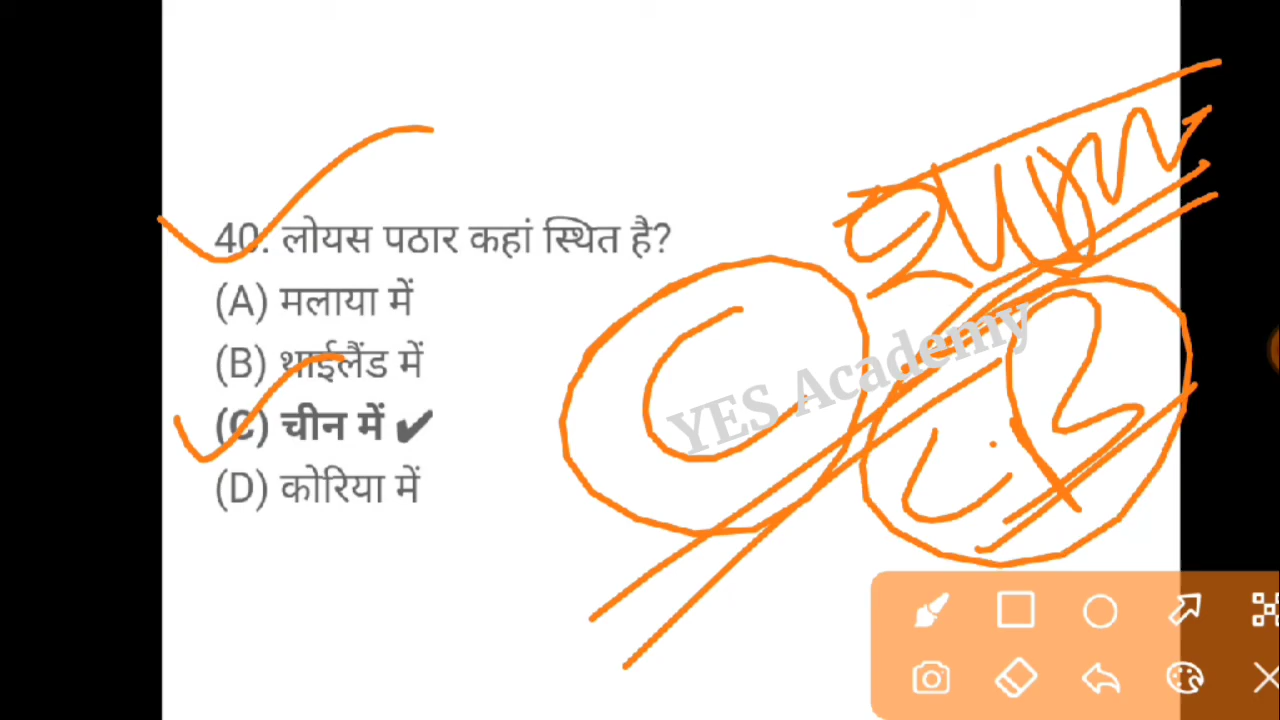 40. लोयस पठार कहां स्थित है?
(A) मलाया में
(B) थाईलैंड में
(C) चीन में ✔
(D) कोरिया में
YES Academy
C